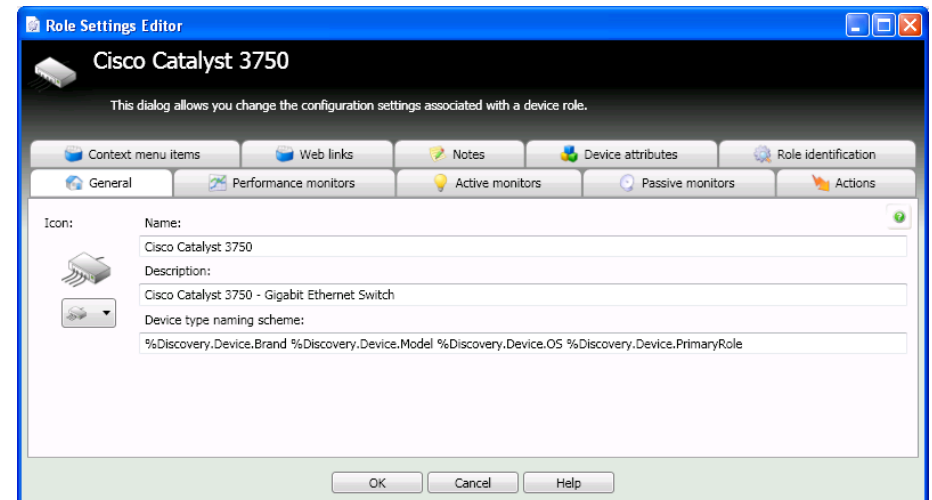 Role Settings Editor
Cisco Catalyst 3750
This dialog allows you change the configuration settings associated with a device role.
Context menu items
Web links
Notes
Device attributes
Role identification
General
Performance monitors
Active monitors
Passive monitors
Actions
Icon:
Name:
Cisco Catalyst 3750
Description:
Cisco Catalyst 3750 - Gigabit Ethernet Switch
Device type naming scheme:
%Discovery.Device.Brand %Discovery.Device.Model %Discovery.Device.OS %Discovery.Device.PrimaryRole
OK
Cancel
Help